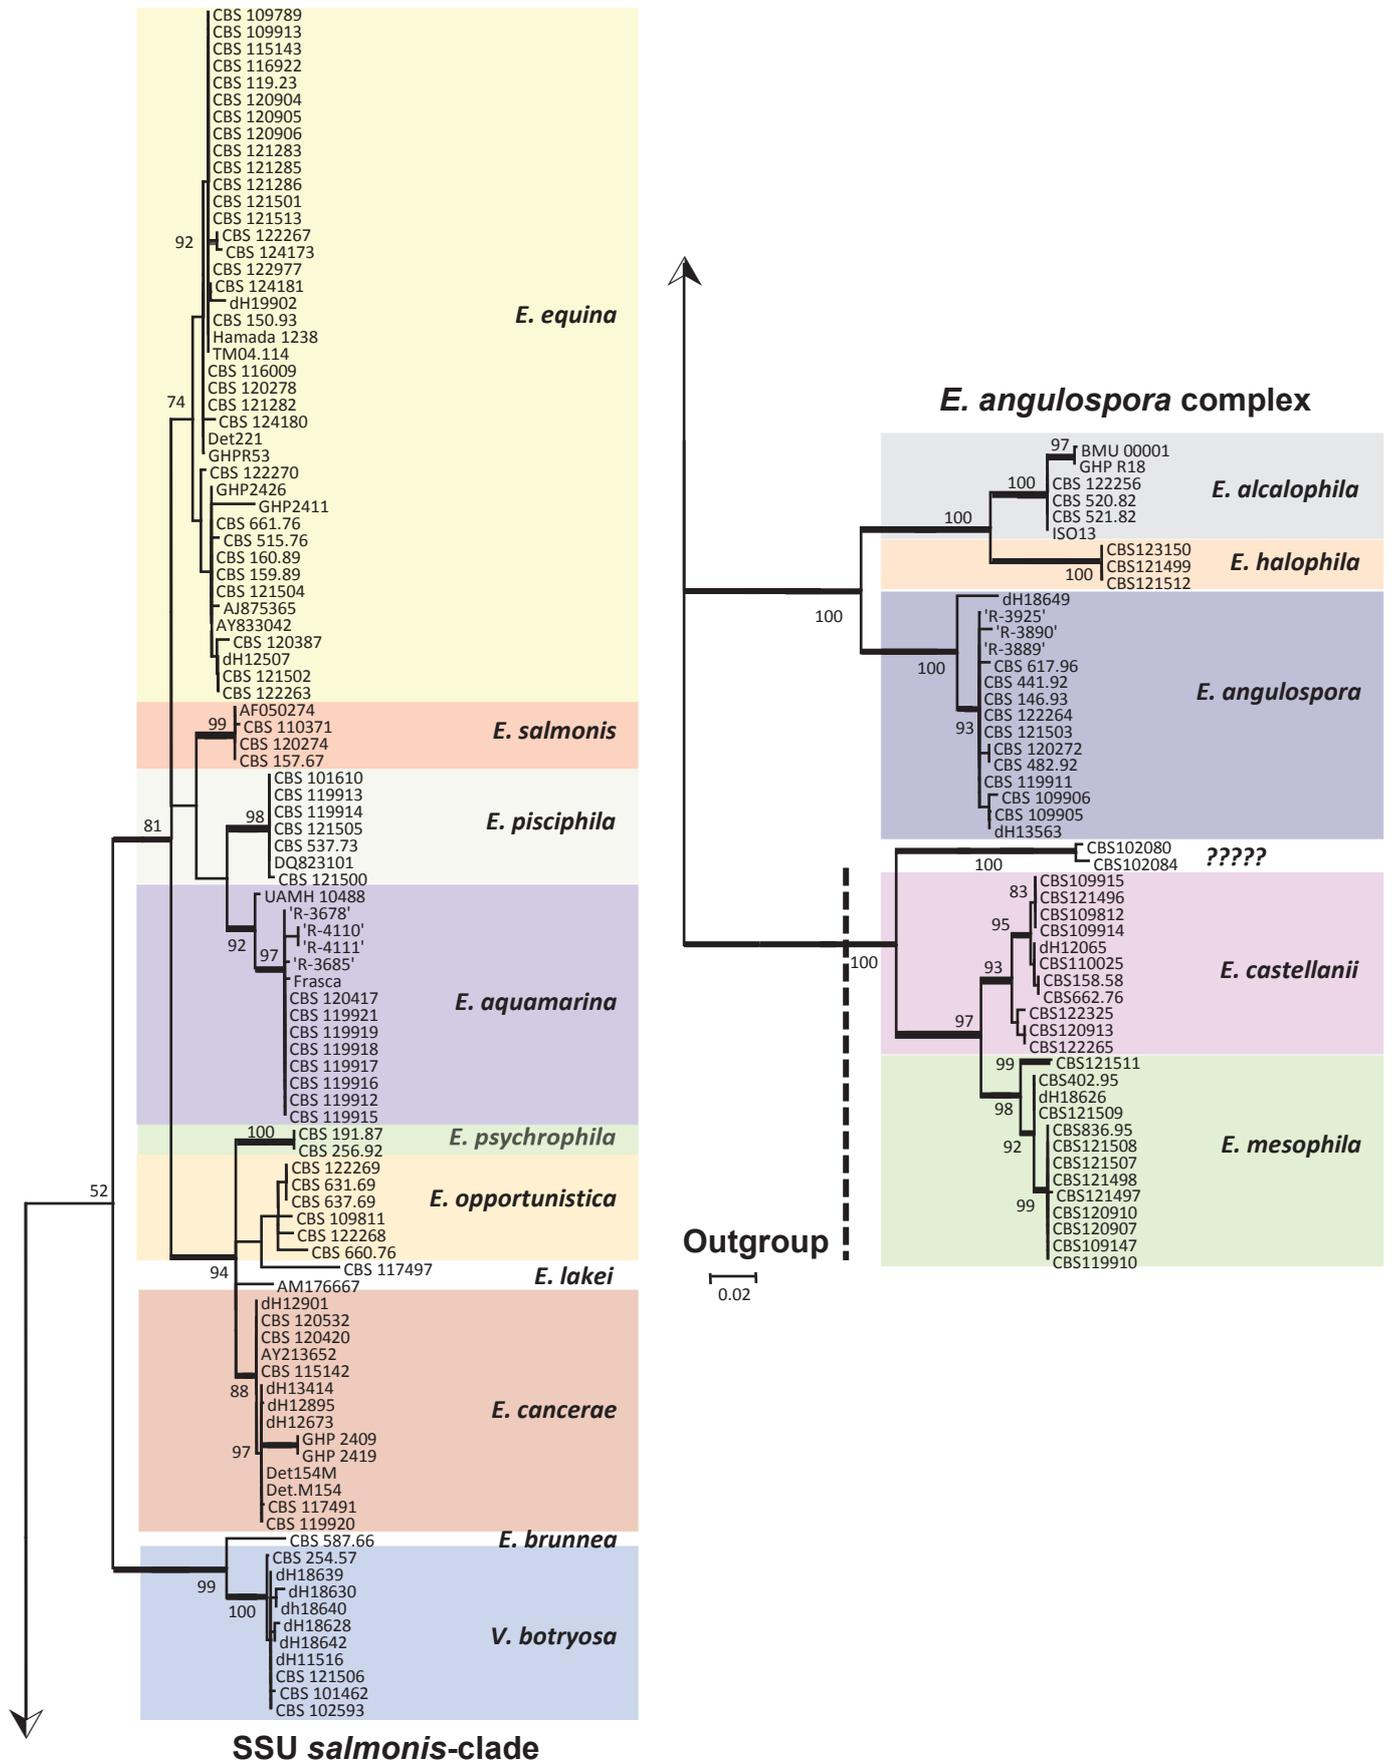 CBS 109789
CBS 109913
CBS 115143
CBS 116922
CBS 119.23
CBS 120904
CBS 120905
CBS 120906
CBS 121283
CBS 121285
CBS 121286
CBS 121501
CBS 121513
92
CBS 122267
CBS 124173
CBS 122977
CBS 124181
dH19902
E. equina
CBS 150.93
Hamada 1238
TM04.114
CBS 116009
CBS 120278
74
CBS 121282
CBS 124180
Det221
GHPR53
CBS 122270
GHP2426
GHP2411
CBS 661.76
CBS 515.76
CBS 160.89
CBS 159.89
CBS 121504
AJ875365
AY833042
CBS 120387
dH12507
CBS 121502
CBS 122263
AF050274
99
CBS 110371
E. salmonis
CBS 120274
CBS 157.67
CBS 101610
CBS 119913
CBS 119914
98
E. pisciphila
81
CBS 121505
CBS 537.73
DQ823101
CBS 121500
UAMH 10488
'R-3678'
'R-4110'
92
'R-4111'
97
'R-3685'
Frasca
CBS 120417
E. aquamarina
CBS 119921
CBS 119919
CBS 119918
CBS 119917
CBS 119916
CBS 119912
CBS 119915
100
CBS 191.87
E. psychrophila
CBS 256.92
CBS 122269
CBS 631.69
52
CBS 637.69
E. opportunistica
CBS 109811
CBS 122268
CBS 660.76
94
CBS 117497
E. lakei
AM176667
dH12901
CBS 120532
CBS 120420
AY213652
CBS 115142
88
dH13414
dH12895
E. cancerae
dH12673
GHP 2409
97
GHP 2419
Det154M
Det.M154
CBS 117491
CBS 119920
CBS 587.66
E. brunnea
CBS 254.57
dH18639
99
dH18630
100
dh18640
dH18628
V. botryosa
dH18642
dH11516
CBS 121506
CBS 101462
CBS 102593
SSU salmonis-clade
E. angulospora complex
97
BMU 00001
GHP R18
100
CBS 122256
E. alcalophila
CBS 520.82
100
CBS 521.82
ISO13
CBS123150
E. halophila
CBS121499
100
CBS121512
dH18649
100
'R-3925'
'R-3890'
'R-3889'
100
CBS 617.96
CBS 441.92
E. angulospora
CBS 146.93
CBS 122264
93
CBS 121503
CBS 120272
CBS 482.92
CBS 119911
CBS 109906
CBS 109905
dH13563
CBS102080
100
CBS102084
?????
CBS109915
83
CBS121496
CBS109812
95
CBS109914
dH12065
100
CBS110025
93
E. castellanii
CBS158.58
CBS662.76
CBS122325
97
CBS120913
CBS122265
99
CBS121511
CBS402.95
dH18626
98
CBS121509
CBS836.95
92
CBS121508
E. mesophila
CBS121507
CBS121498
CBS121497
99
CBS120910
CBS120907
CBS109147
CBS119910
Outgroup
0.02